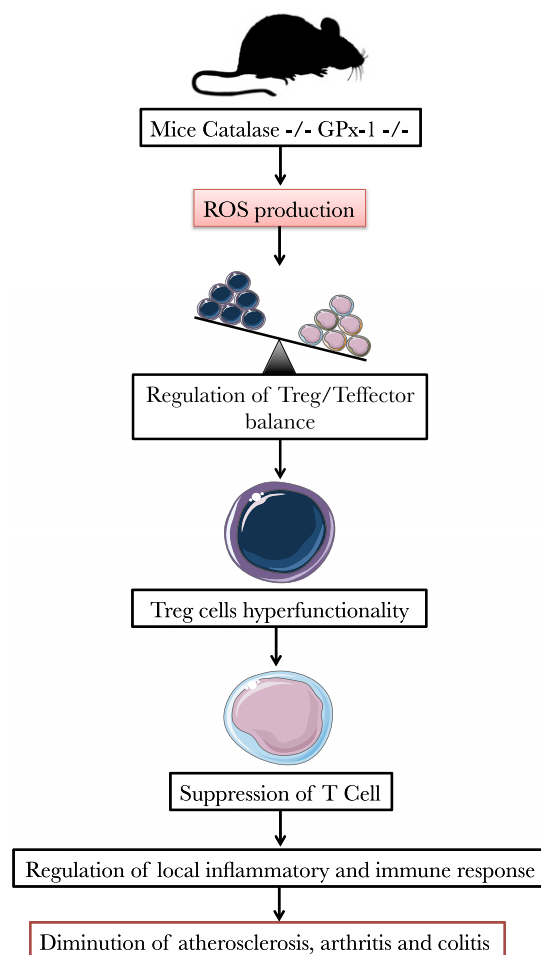 Mice Catalase -/- GPx-1 -/-
ROS production
Regulation of Treg/Teffector
balance
Treg cells hyperfunctionality
Suppression of T Cell
Regulation of local inflammatory and immune response
Diminution of atherosclerosis, arthritis and colitis